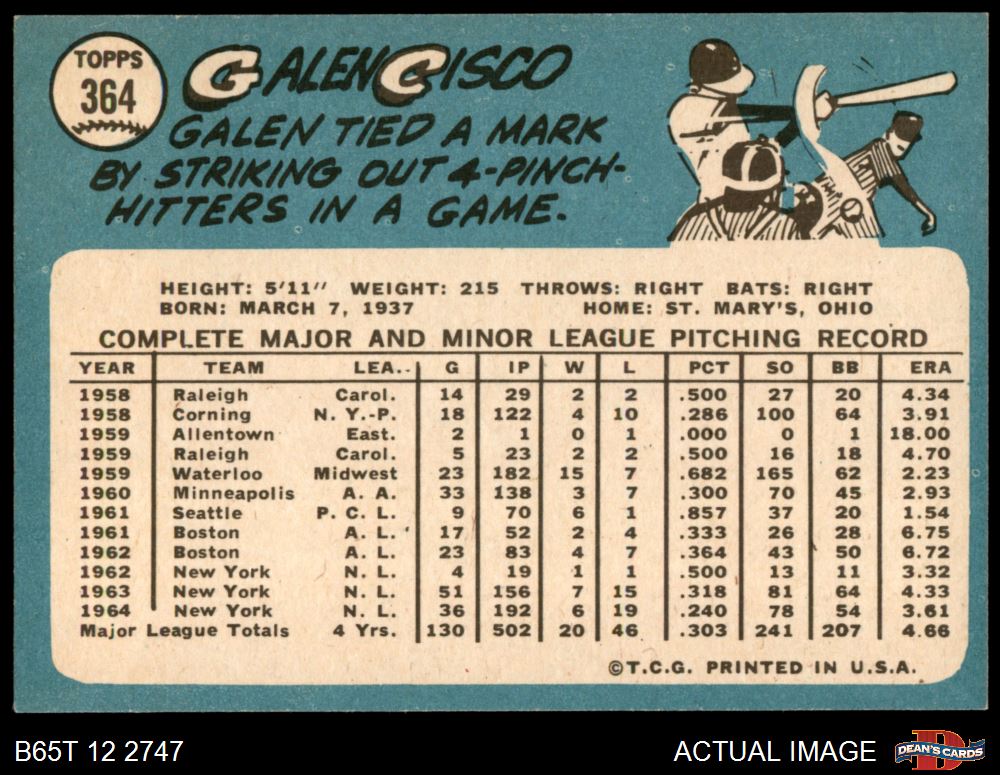 TOPPS
364
GALEN CISCO
GALEN TIED A MARK
BY STRIKING OUT 4-PINCH-
HITTERS IN A GAME.
HEIGHT: 5'11" WEIGHT: 215 THROWS: RIGHT BATS: RIGHT
BORN: MARCH 7, 1937 HOME: ST. MARY'S, OHIO
COMPLETE MAJOR AND MINOR LEAGUE PITCHING RECORD
YEAR TEAM LEA. G IP W L PCT SO BB ERA
1958 Raleigh Carol. 14 29 2 2 .500 27 20 4.34
1958 Corning N. Y.-P. 18 122 4 10 .286 100 64 3.91
1959 Allentown East. 2 1 0 1 .000 0 1 18.00
1959 Raleigh Carol. 5 23 2 2 .500 16 18 4.70
1959 Waterloo Midwest 23 182 15 7 .682 165 62 2.23
1960 Minneapolis A. A. 33 138 3 7 .300 70 45 2.93
1961 Seattle P. C. L. 9 70 6 1 .857 37 20 1.54
1961 Boston A. L. 17 52 2 4 .333 26 28 6.75
1962 Boston A. L. 23 83 4 7 .364 43 50 6.72
1962 New York N. L. 4 19 1 1 .500 13 11 3.32
1963 New York N. L. 51 156 7 15 .318 81 64 4.33
1964 New York N. L. 36 192 6 19 .240 78 54 3.61
Major League Totals 4 Yrs. 130 502 20 46 .303 241 207 4.66
©T.C.G. PRINTED IN U.S.A.
B65T 12 2747 ACTUAL IMAGE DEAN'S CARDS